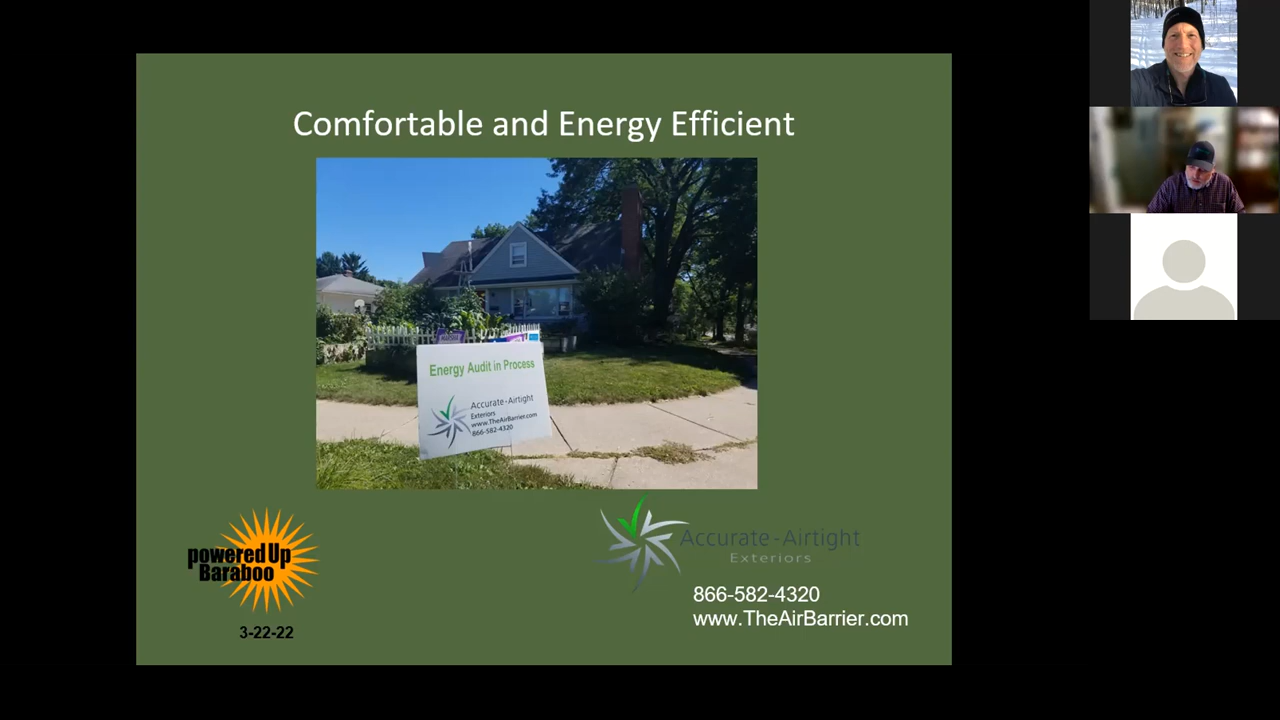 Comfortable and Energy Efficient
Energy Audit in Process
Accurate-Airtight
Exteriors
www.TheAirBarrier.com
866-582-4320
powered Up
Baraboo
3-22-22
Accurate-Airtight
Exteriors
866-582-4320
www.TheAirBarrier.com